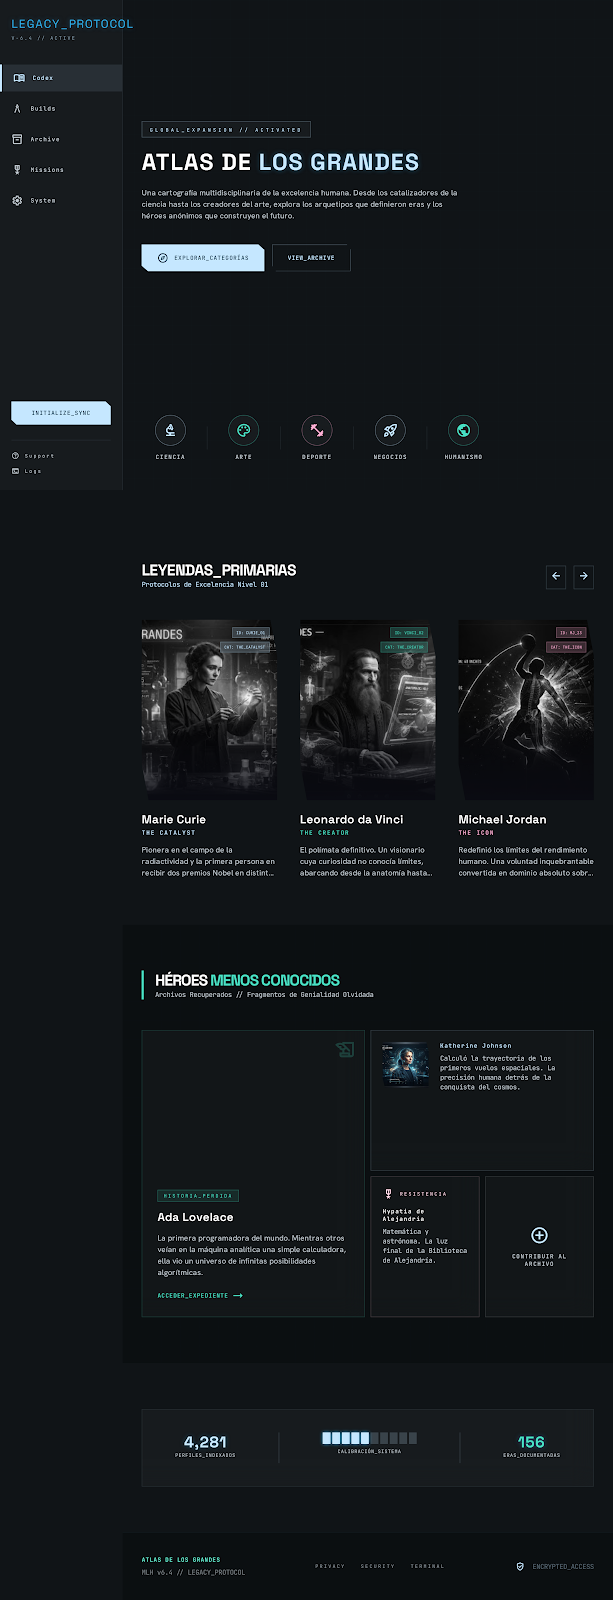 LEGACY_PROTOCOL
V-6.4 // ACTIVE
Codex
Builds
Archive
Missions
System
INITIALIZE_SYNC
Support
Logs
GLOBAL_EXPANSION // ACTIVATED
ATLAS DE LOS GRANDES
Una cartografía multidisciplinaria de la excelencia humana. Desde los catalizadores de la
ciencia hasta los creadores del arte, explora los arquetipos que definieron eras y los
héroes anónimos que construyen el futuro.
EXPLORAR_CATEGORÍAS
VIEW_ARCHIVE
CIENCIA
ARTE
DEPORTE
NEGOCIOS
HUMANISMO
LEYENDAS_PRIMARIAS
Protocolos de Excelencia Nivel 01
RANDES
ID: CURIE_01
CAT: THE_CATALYST
DES —
ID: VINCI_02
CAT: THE_CREATOR
ID: MJ_23
CAT: THE_ICON
Marie Curie
THE CATALYST
Pionera en el campo de la
radiactividad y la primera persona en
recibir dos premios Nobel en distint...
Leonardo da Vinci
THE CREATOR
El polímata definitivo. Un visionario
cuya curiosidad no conocía límites,
abarcando desde la anatomía hasta...
Michael Jordan
THE ICON
Redefinió los límites del rendimiento
humano. Una voluntad inquebrantable
convertida en dominio absoluto sobr...
HÉROES MENOS CONOCIDOS
Archivos Recuperados // Fragmentos de Genialidad Olvidada
HISTORIA_PERDIDA
Ada Lovelace
La primera programadora del mundo. Mientras otros
veían en la máquina analítica una simple calculadora,
ella vio un universo de infinitas posibilidades
algorítmicas.
ACCEDER_EXPEDIENTE
Katherine Johnson
Calculó la trayectoria de los
primeros vuelos espaciales. La
precisión humana detrás de la
conquista del cosmos.
RESISTENCIA
Hypatia de
Alejandría
Matemática y
astrónoma. La luz
final de la Biblioteca
de Alejandría.
CONTRIBUIR AL
ARCHIVO
4,281
PERFILES_INDEXADOS
CALIBRACIÓN_SISTEMA
156
ERAS_DOCUMENTADAS
ATLAS DE LOS GRANDES
MLH v6.4 // LEGACY_PROTOCOL
PRIVACY
SECURITY
TERMINAL
ENCRYPTED_ACCESS